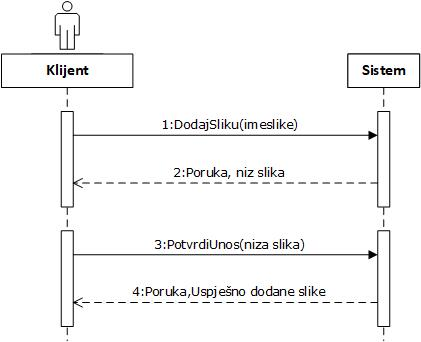 Klijent
Sistem
1:DodajSliku(imeslike)
2:Poruka, niz slika
3:PotvrdiUnos(niza slika)
4:Poruka,Uspješno dodane slike